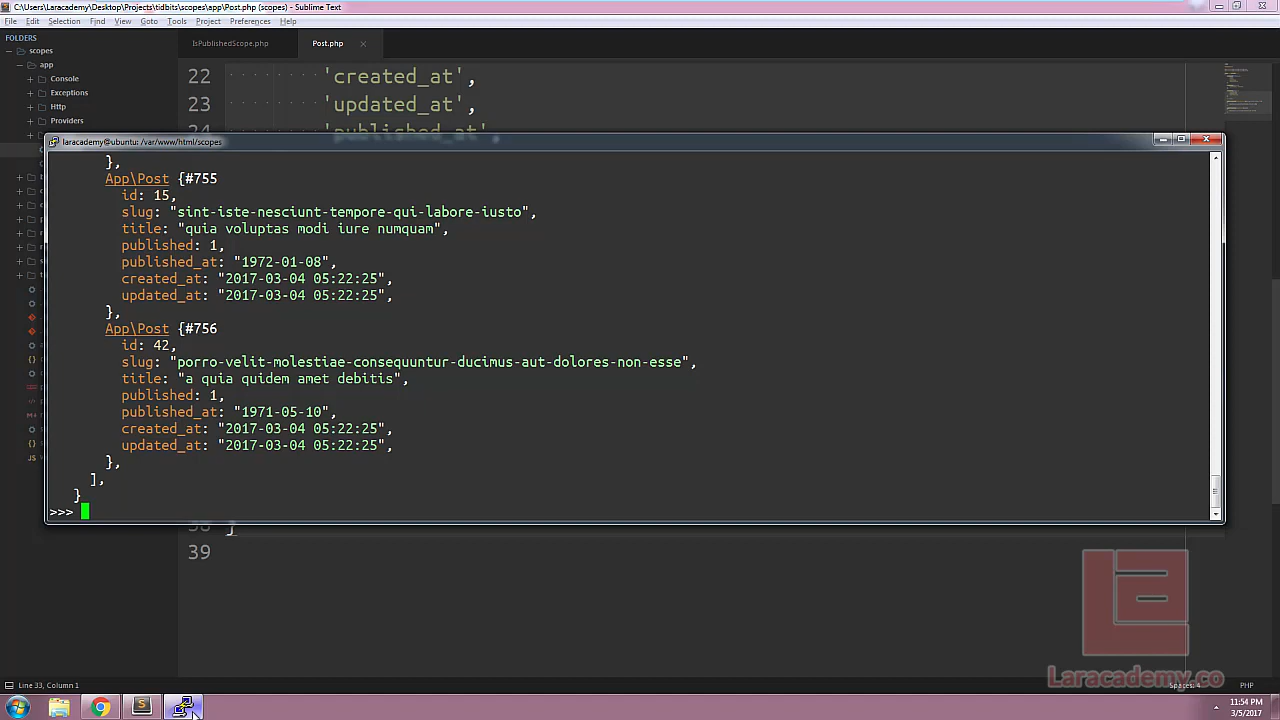 C:\Users\Laracademy\Desktop\Projects\tidbits\scopes\app\Post.php (scopes) - Sublime Text
File Edit Selection Find View Goto Tools Project Preferences Help
FOLDERS
scopes
app
Console
Exceptions
Http
Providers
IsPublishedScope.php
Post.php
22 'created_at',
23 'updated_at',
24 'published_at',
laracademy@ubuntu: /var/www/html/scopes
},
App\Post {#755
id: 15,
slug: "sint-iste-nesciunt-tempore-qui-labore-iusto",
title: "quia voluptas modi iure numquam",
published: 1,
published_at: "1972-01-08",
created_at: "2017-03-04 05:22:25",
updated_at: "2017-03-04 05:22:25",
},
App\Post {#756
id: 42,
slug: "porro-velit-molestiae-consequuntur-ducimus-aut-dolores-non-esse",
title: "a quia quidem amet debitis",
published: 1,
published_at: "1971-05-10",
created_at: "2017-03-04 05:22:25",
updated_at: "2017-03-04 05:22:25",
},
],
}
>>>
38 }
39
Laracademy.co
Line 33, Column 1
Spaces: 4
PHP
11:54 PM
3/5/2017